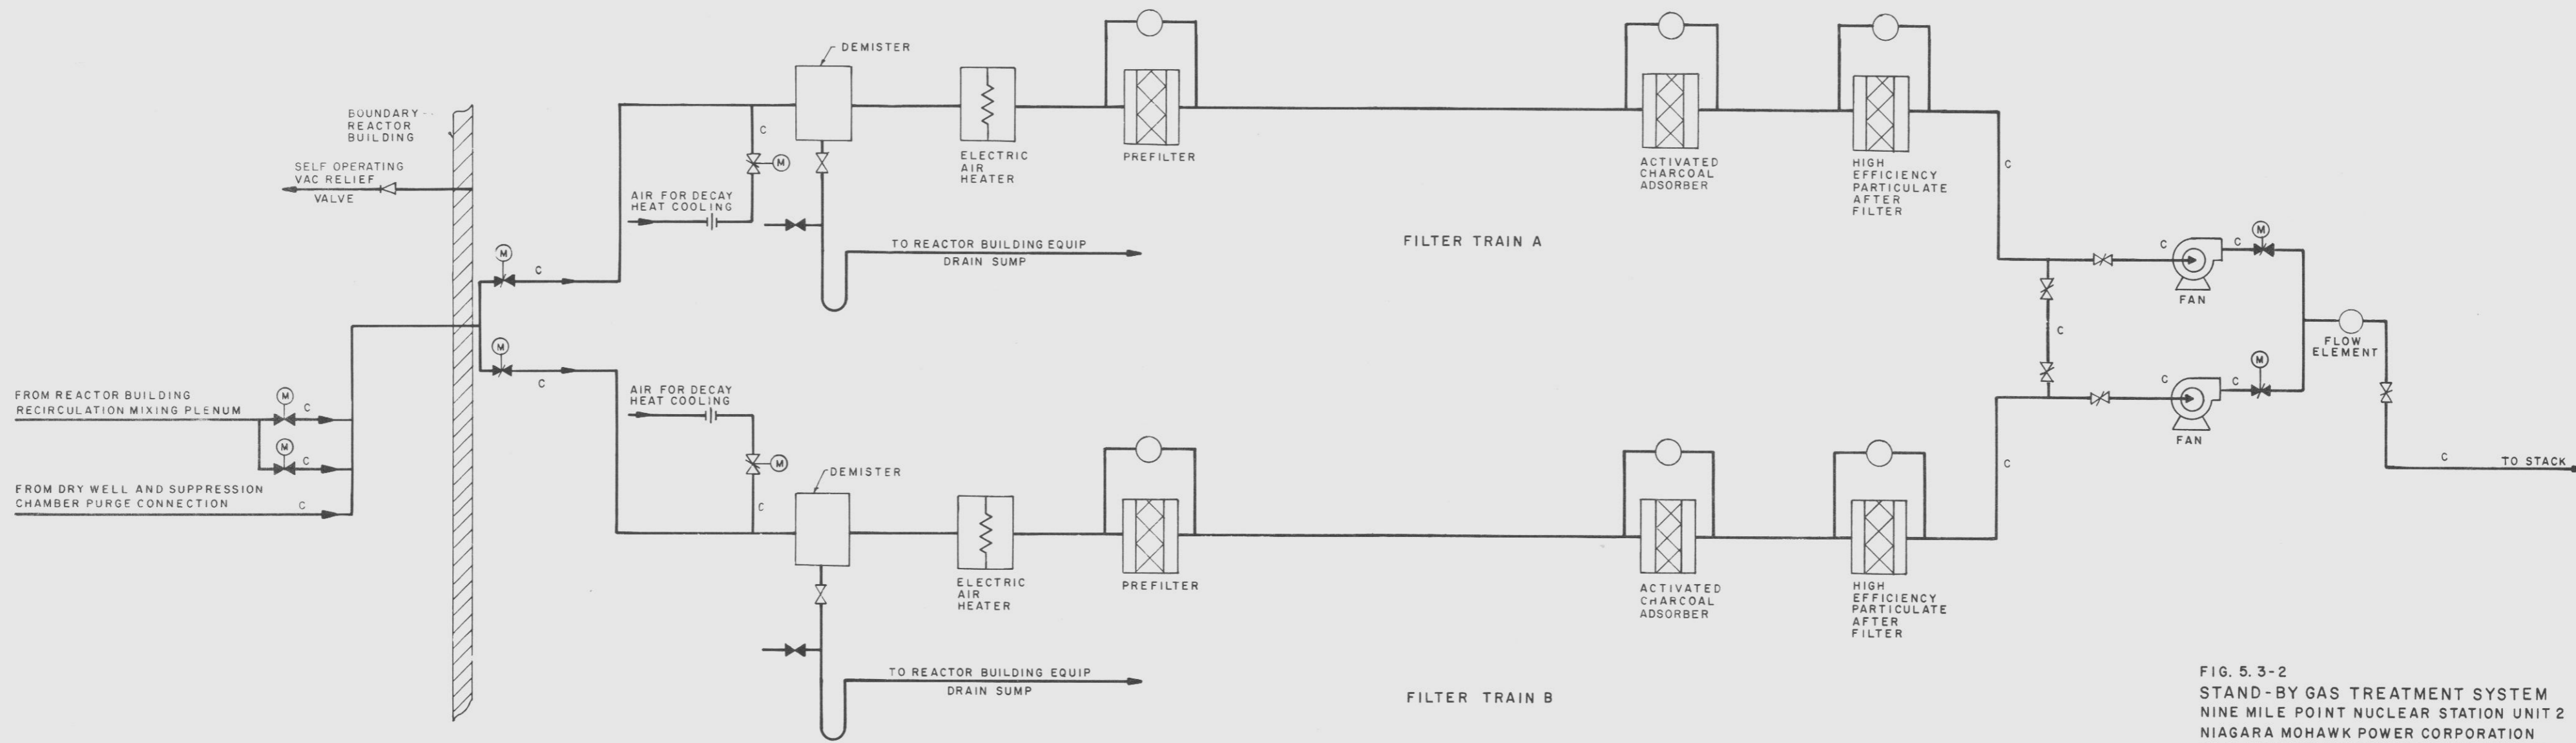 DEMISTER
BOUNDARY
REACTOR
BUILDING
SELF OPERATING
VAC RELIEF
VALVE
C
M
AIR FOR DECAY
HEAT COOLING
ELECTRIC
AIR
HEATER
PREFILTER
ACTIVATED
CHARCOAL
ADSORBER
HIGH
EFFICIENCY
PARTICULATE
AFTER
FILTER
C
TO REACTOR BUILDING EQUIP
DRAIN SUMP
FILTER TRAIN A
M
C
M
C
C
C
M
FAN
C
FLOW
ELEMENT
M
C
C
M
FAN
FROM REACTOR BUILDING
RECIRCULATION MIXING PLENUM
M
C
M
C
FROM DRY WELL AND SUPPRESSION
CHAMBER PURGE CONNECTION
C
AIR FOR DECAY
HEAT COOLING
M
C
DEMISTER
ELECTRIC
AIR
HEATER
PREFILTER
ACTIVATED
CHARCOAL
ADSORBER
HIGH
EFFICIENCY
PARTICULATE
AFTER
FILTER
C
C
TO STACK
TO REACTOR BUILDING EQUIP
DRAIN SUMP
FILTER TRAIN B
FIG. 5.3-2
STAND-BY GAS TREATMENT SYSTEM
NINE MILE POINT NUCLEAR STATION UNIT 2
NIAGARA MOHAWK POWER CORPORATION